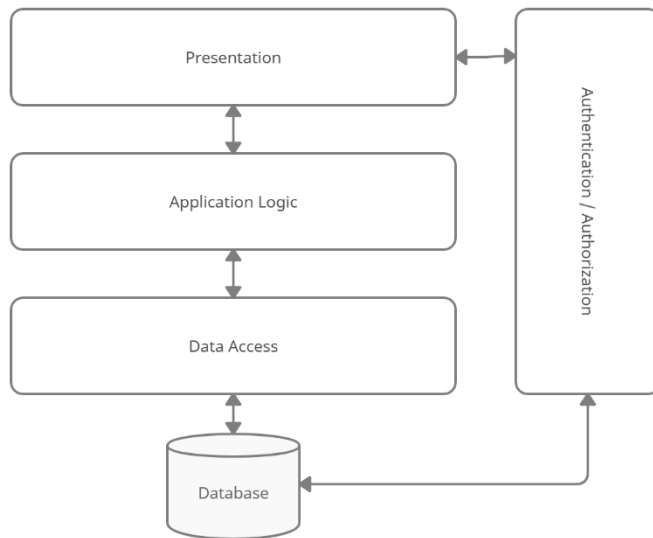 Presentation
Authentication / Authorization
Application Logic
Data Access
Database